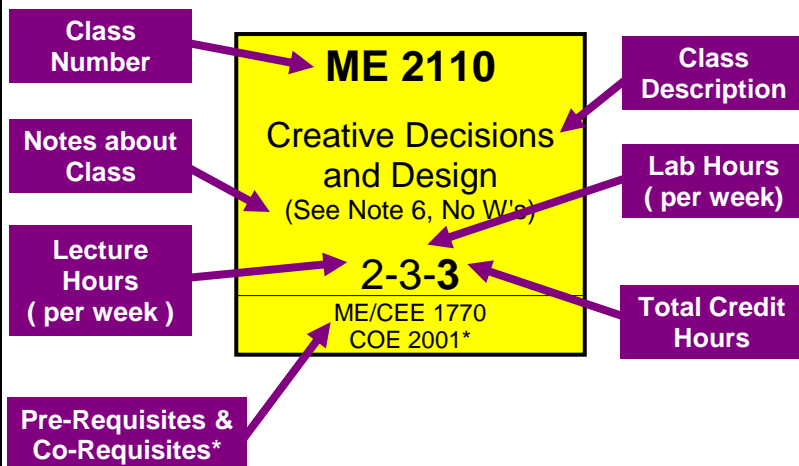 Class
Number
ME 2110
Class
Description
Creative Decisions
and Design
(See Note 6, No W's)
Notes about
Class
Lab Hours
( per week)
Lecture
Hours
( per week )
2-3-3
ME/CEE 1770
COE 2001*
Total Credit
Hours
Pre-Requisites &
Co-Requisites*